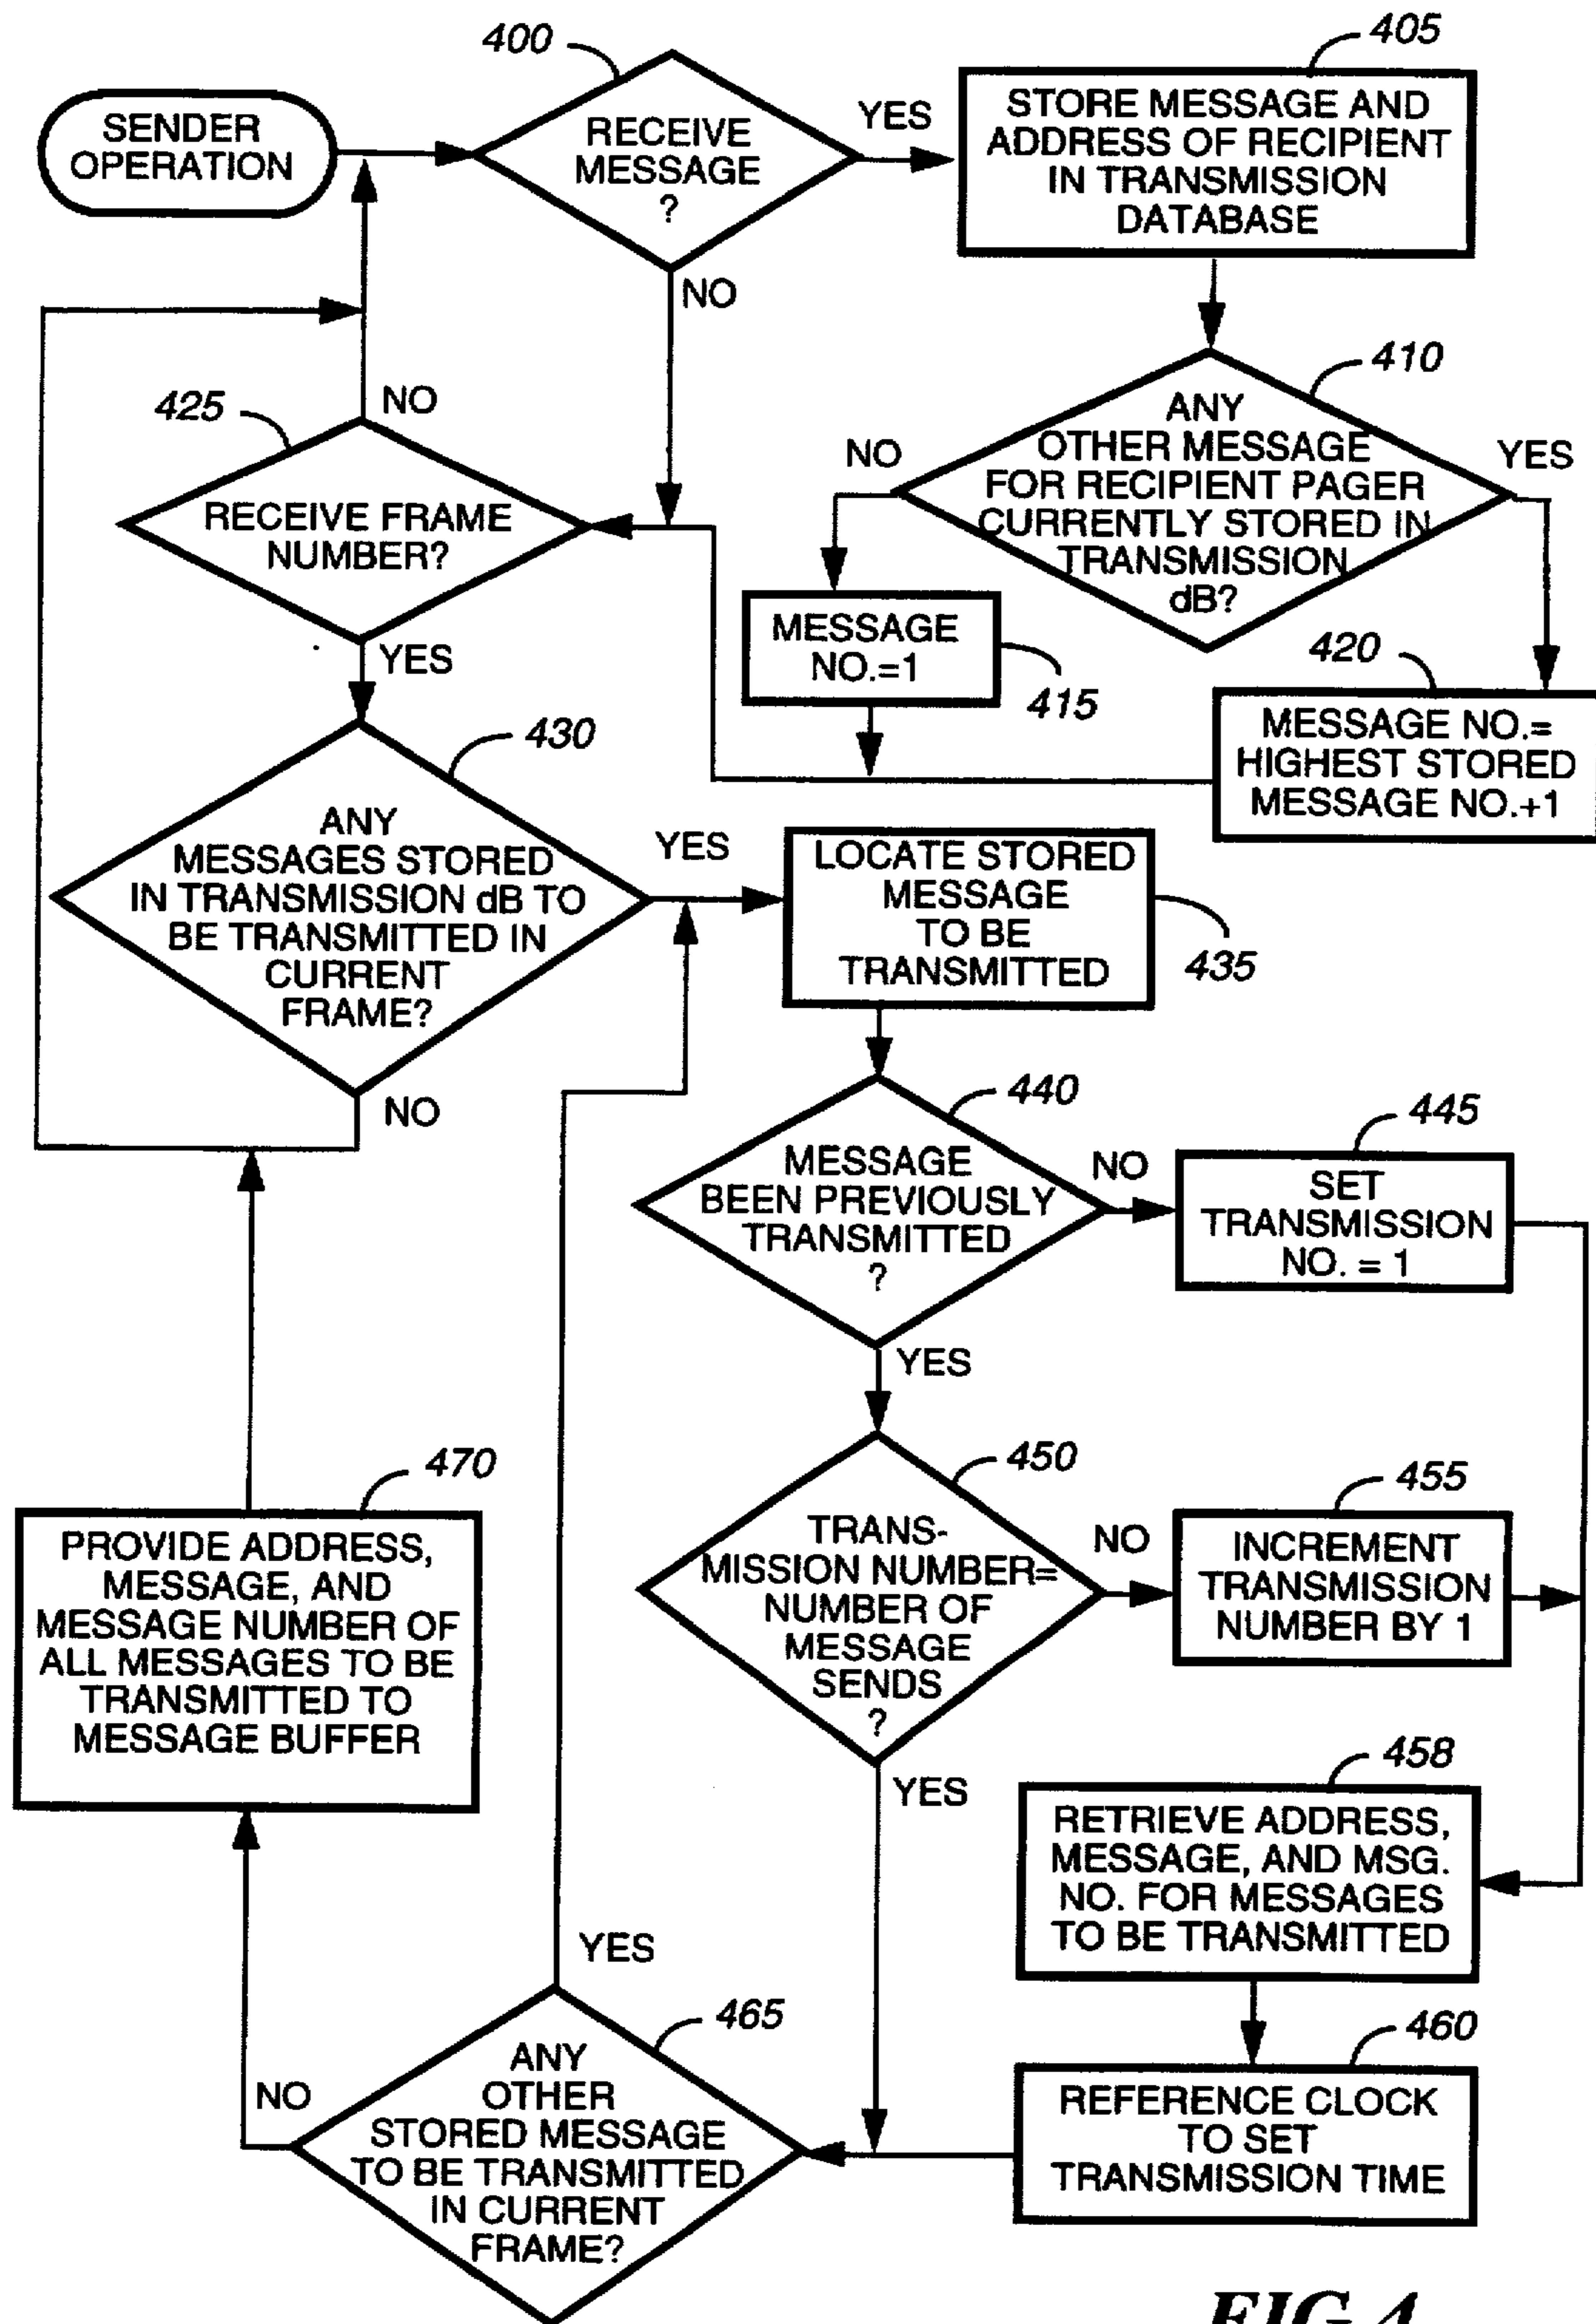 400
405
SENDER
OPERATION
RECEIVE
MESSAGE
?
YES
NO
STORE MESSAGE AND
ADDRESS OF RECIPIENT
IN TRANSMISSION
DATABASE
410
ANY
OTHER MESSAGE
FOR RECIPIENT PAGER
CURRENTLY STORED IN
TRANSMISSION
dB?
NO
YES
425
NO
RECEIVE FRAME
NUMBER?
YES
MESSAGE
NO.=1
415
420
MESSAGE NO.=
HIGHEST STORED
MESSAGE NO.+1
430
ANY
MESSAGES STORED
IN TRANSMISSION dB TO
BE TRANSMITTED IN
CURRENT
FRAME?
YES
NO
LOCATE STORED
MESSAGE
TO BE
TRANSMITTED
435
440
MESSAGE
BEEN PREVIOUSLY
TRANSMITTED
?
NO
YES
445
SET
TRANSMISSION
NO. = 1
450
TRANS-
MISSION NUMBER=
NUMBER OF
MESSAGE
SENDS
?
NO
YES
455
INCREMENT
TRANSMISSION
NUMBER BY 1
470
PROVIDE ADDRESS,
MESSAGE, AND
MESSAGE NUMBER OF
ALL MESSAGES TO BE
TRANSMITTED TO
MESSAGE BUFFER
458
RETRIEVE ADDRESS,
MESSAGE, AND MSG.
NO. FOR MESSAGES
TO BE TRANSMITTED
460
REFERENCE CLOCK
TO SET
TRANSMISSION TIME
YES
465
NO
ANY
OTHER
STORED MESSAGE
TO BE TRANSMITTED
IN CURRENT
FRAME?
FIG.4